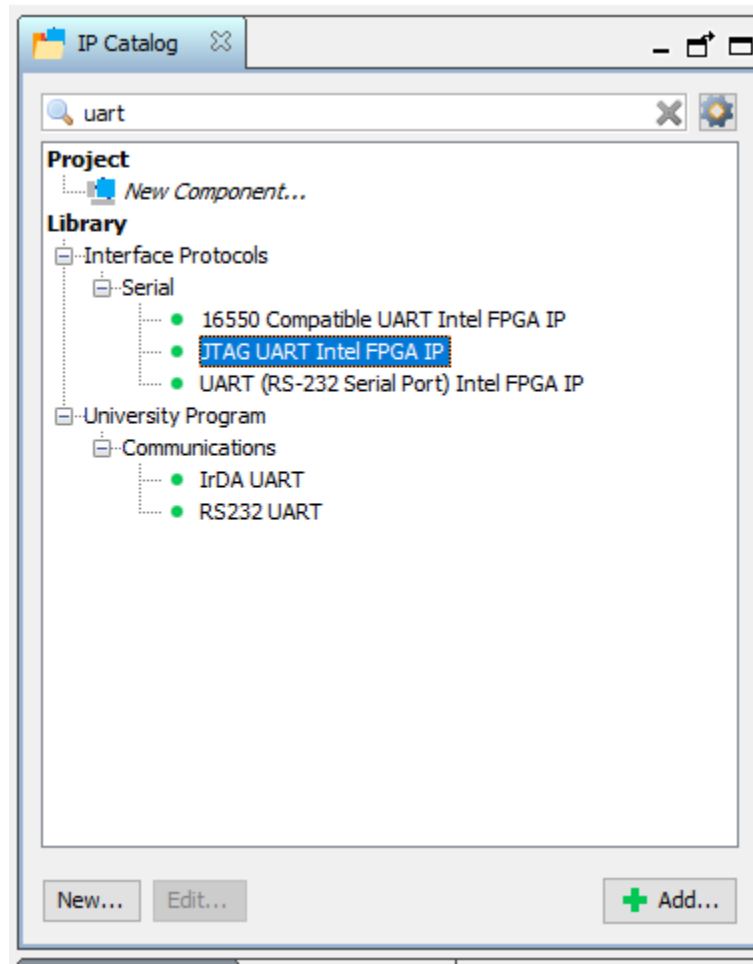 IP Catalog
uart
Project
New Component...
Library
Interface Protocols
Serial
16550 Compatible UART Intel FPGA IP
JTAG UART Intel FPGA IP
UART (RS-232 Serial Port) Intel FPGA IP
University Program
Communications
IrDA UART
RS232 UART
New... Edit... Add...